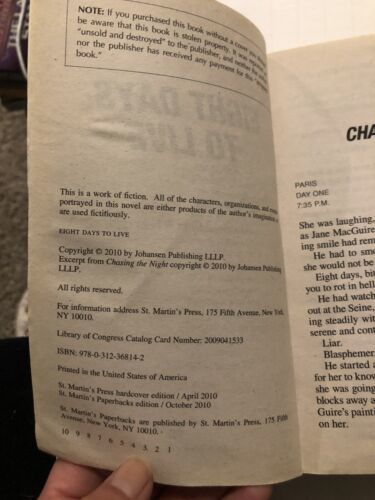 NOTE: If you purchased this book without a cover you should
be aware that this book is stolen property. It was reported as
"unsold and destroyed" to the publisher, and neither the author
nor the publisher has received any payment for this "stripped
book."
This is a work of fiction. All of the characters, organizations, and events
portrayed in this novel are either products of the author's imagination or
are used fictitiously.
EIGHT DAYS TO LIVE
Copyright © 2010 by Johansen Publishing LLLP.
Excerpt from Chasing the Night copyright © 2010 by Johansen Publishing
LLLP.
All rights reserved.
For information address St. Martin's Press, 175 Fifth Avenue, New York,
NY 10010.
Library of Congress Catalog Card Number: 2009041533
ISBN: 978-0-312-36814-2
Printed in the United States of America
St. Martin's Press hardcover edition / April 2010
St. Martin's Paperbacks edition / October 2010
St. Martin's Paperbacks are published by St. Martin's Press, 175 Fifth
Avenue, New York, NY 10010.
10 9 8 7 6 5 4 3 2 1
CHA
PARIS
DAY ONE
7:35 P.M.
She was laughing,
as Jane MacGuire
ing smile had remi
He had to smo
she would not be
Eight days, bit
you to rot in hell
He had watch
out at the Seine,
ing steadily with
serene and cont
Liar.
Blasphemer
He started a
for her to know
she was going
blocks away a
Guire's painti
on her.